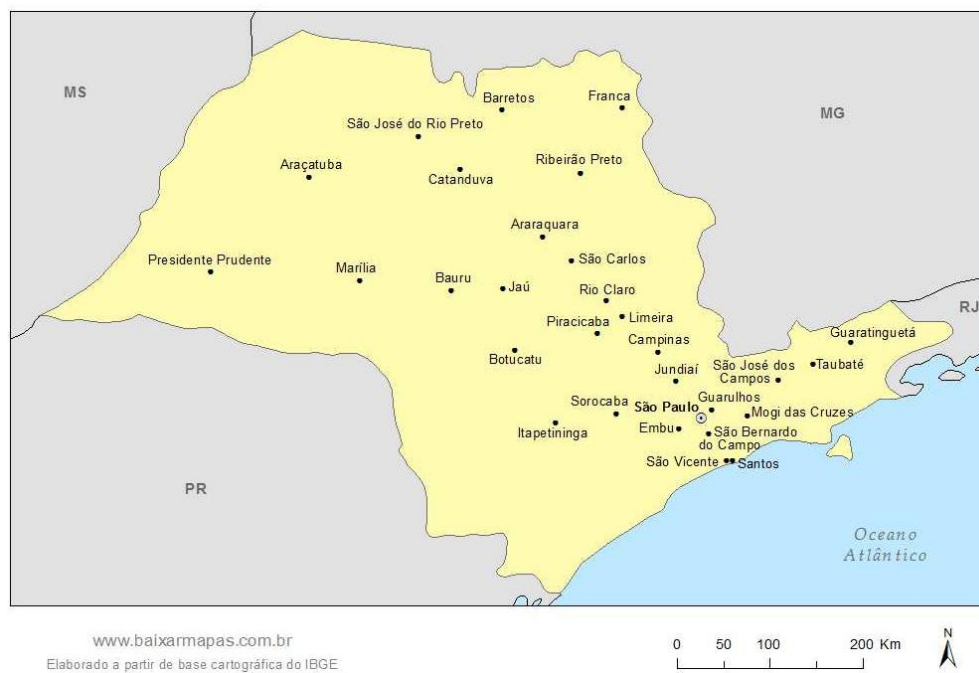 MS
MG
Barretos
Franca
São José do Rio Preto
Araçatuba
Catanduva
Ribeirão Preto
Araraquara
Presidente Prudente
Marília
Bauru
Jaú
São Carlos
Rio Claro
Piracicaba
Limeira
RJ
Guaratinguetá
Botucatu
Campinas
Jundiaí
São José dos
Campos
Taubaté
Sorocaba
São Paulo
Guarulhos
Mogi das Cruzes
Itapetininga
Embu
São Bernardo
do Campo
São Vicente
Santos
PR
Oceano
Atlântico
www.baixarmapas.com.br
Elaborado a partir de base cartográfica do IBGE
0 50 100 200 Km
N